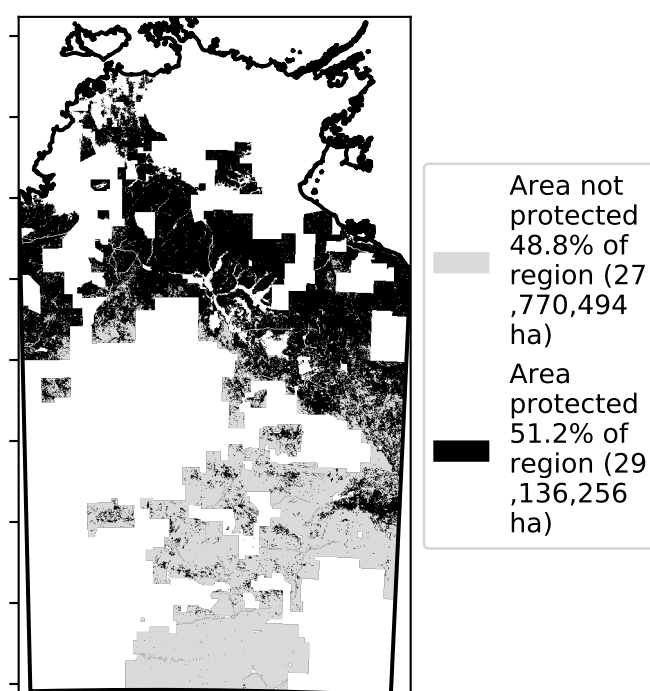 Area not
protected
48.8% of
region (27
,770,494
ha)
Area
protected
51.2% of
region (29
,136,256
ha)